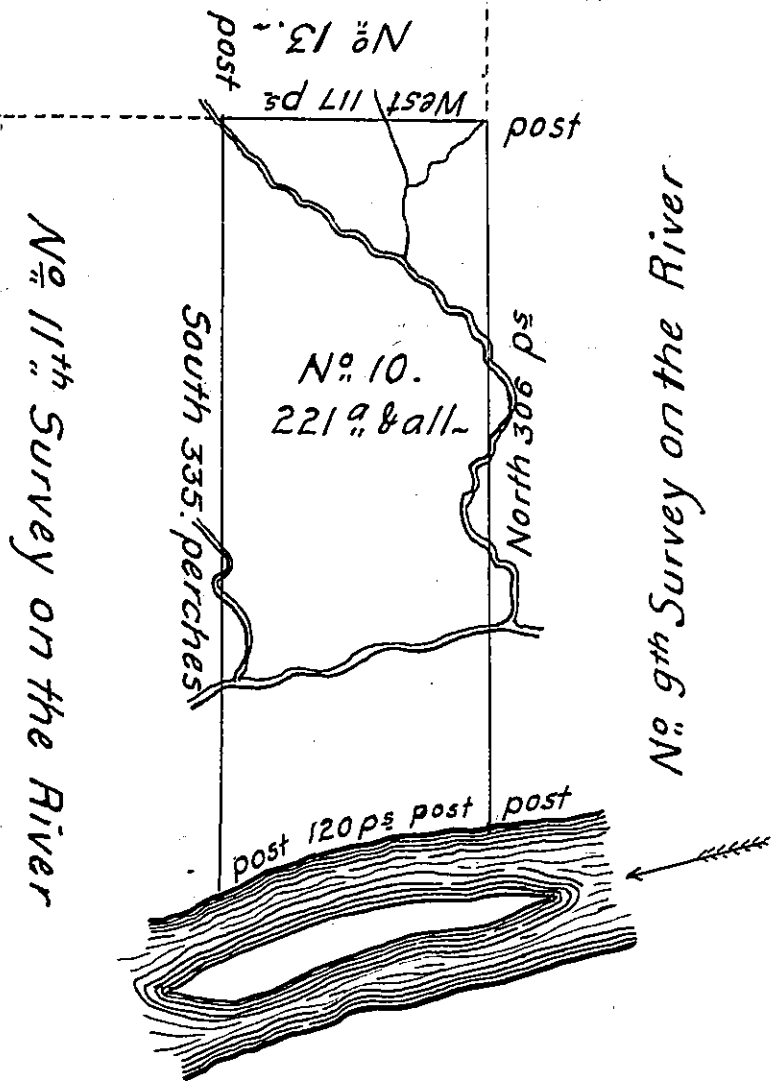 No 13.
post
West 117 ps
post
No 9th Survey on the River
North 306 ps
No 10.
221 a & all
South 335. perches
No 11th Survey on the River
post 120 ps post
post